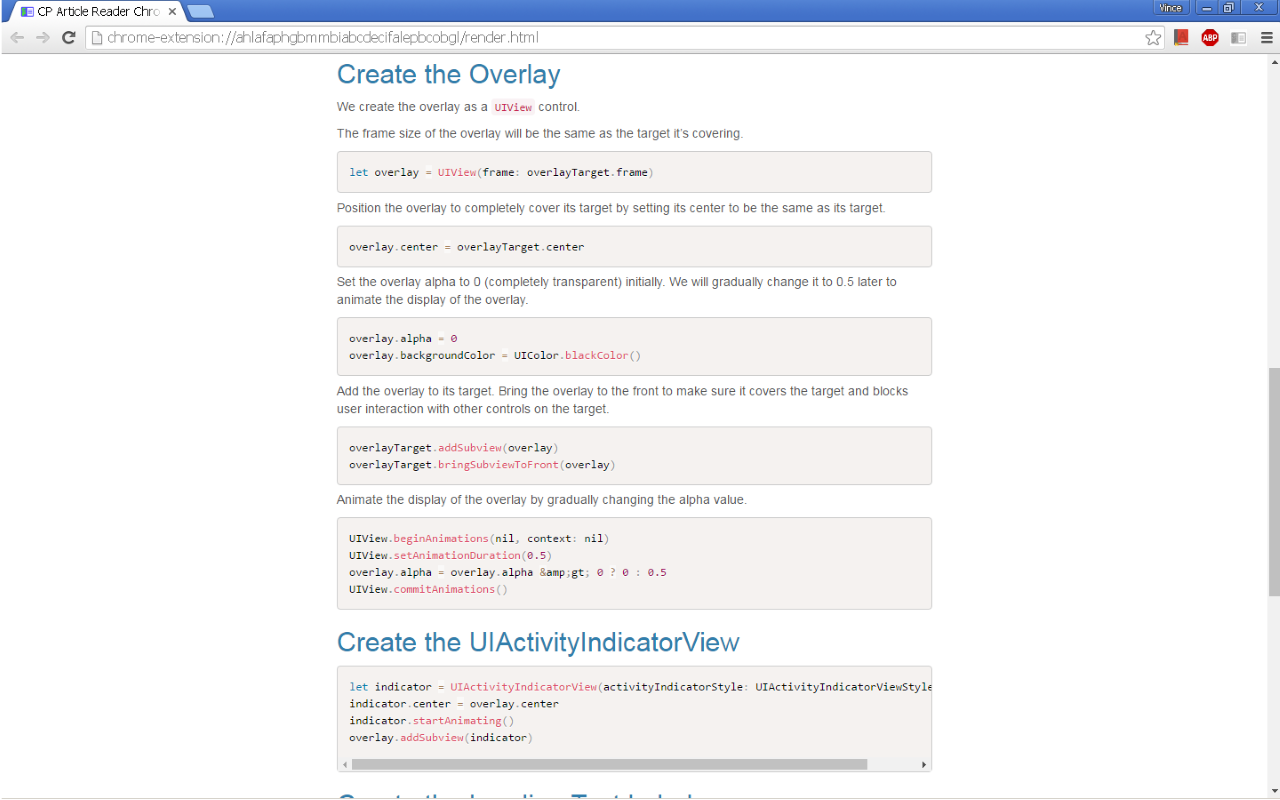 CP Article Reader Chro
Vince
chrome-extension://ahlafaphgbmmbiabcdecifalepbcobgl/render.html
ABP
Create the Overlay
We create the overlay as a UIView control.
The frame size of the overlay will be the same as the target it's covering.
let overlay = UIView(frame: overlayTarget.frame)
Position the overlay to completely cover its target by setting its center to be the same as its target.
overlay.center = overlayTarget.center
Set the overlay alpha to 0 (completely transparent) initially. We will gradually change it to 0.5 later to
animate the display of the overlay.
overlay.alpha = 0
overlay.backgroundColor = UIColor.blackColor()
Add the overlay to its target. Bring the overlay to the front to make sure it covers the target and blocks
user interaction with other controls on the target.
overlayTarget.addSubview(overlay)
overlayTarget.bringSubviewToFront(overlay)
Animate the display of the overlay by gradually changing the alpha value.
UIView.beginAnimations(nil, context: nil)
UIView.setAnimationDuration(0.5)
overlay.alpha = overlay.alpha &amp;gt; 0 ? 0 : 0.5
UIView.commitAnimations()
Create the UIActivityIndicatorView
let indicator = UIActivityIndicatorView(activityIndicatorStyle: UIActivityIndicatorViewStyle
indicator.center = overlay.center
indicator.startAnimating()
overlay.addSubview(indicator)